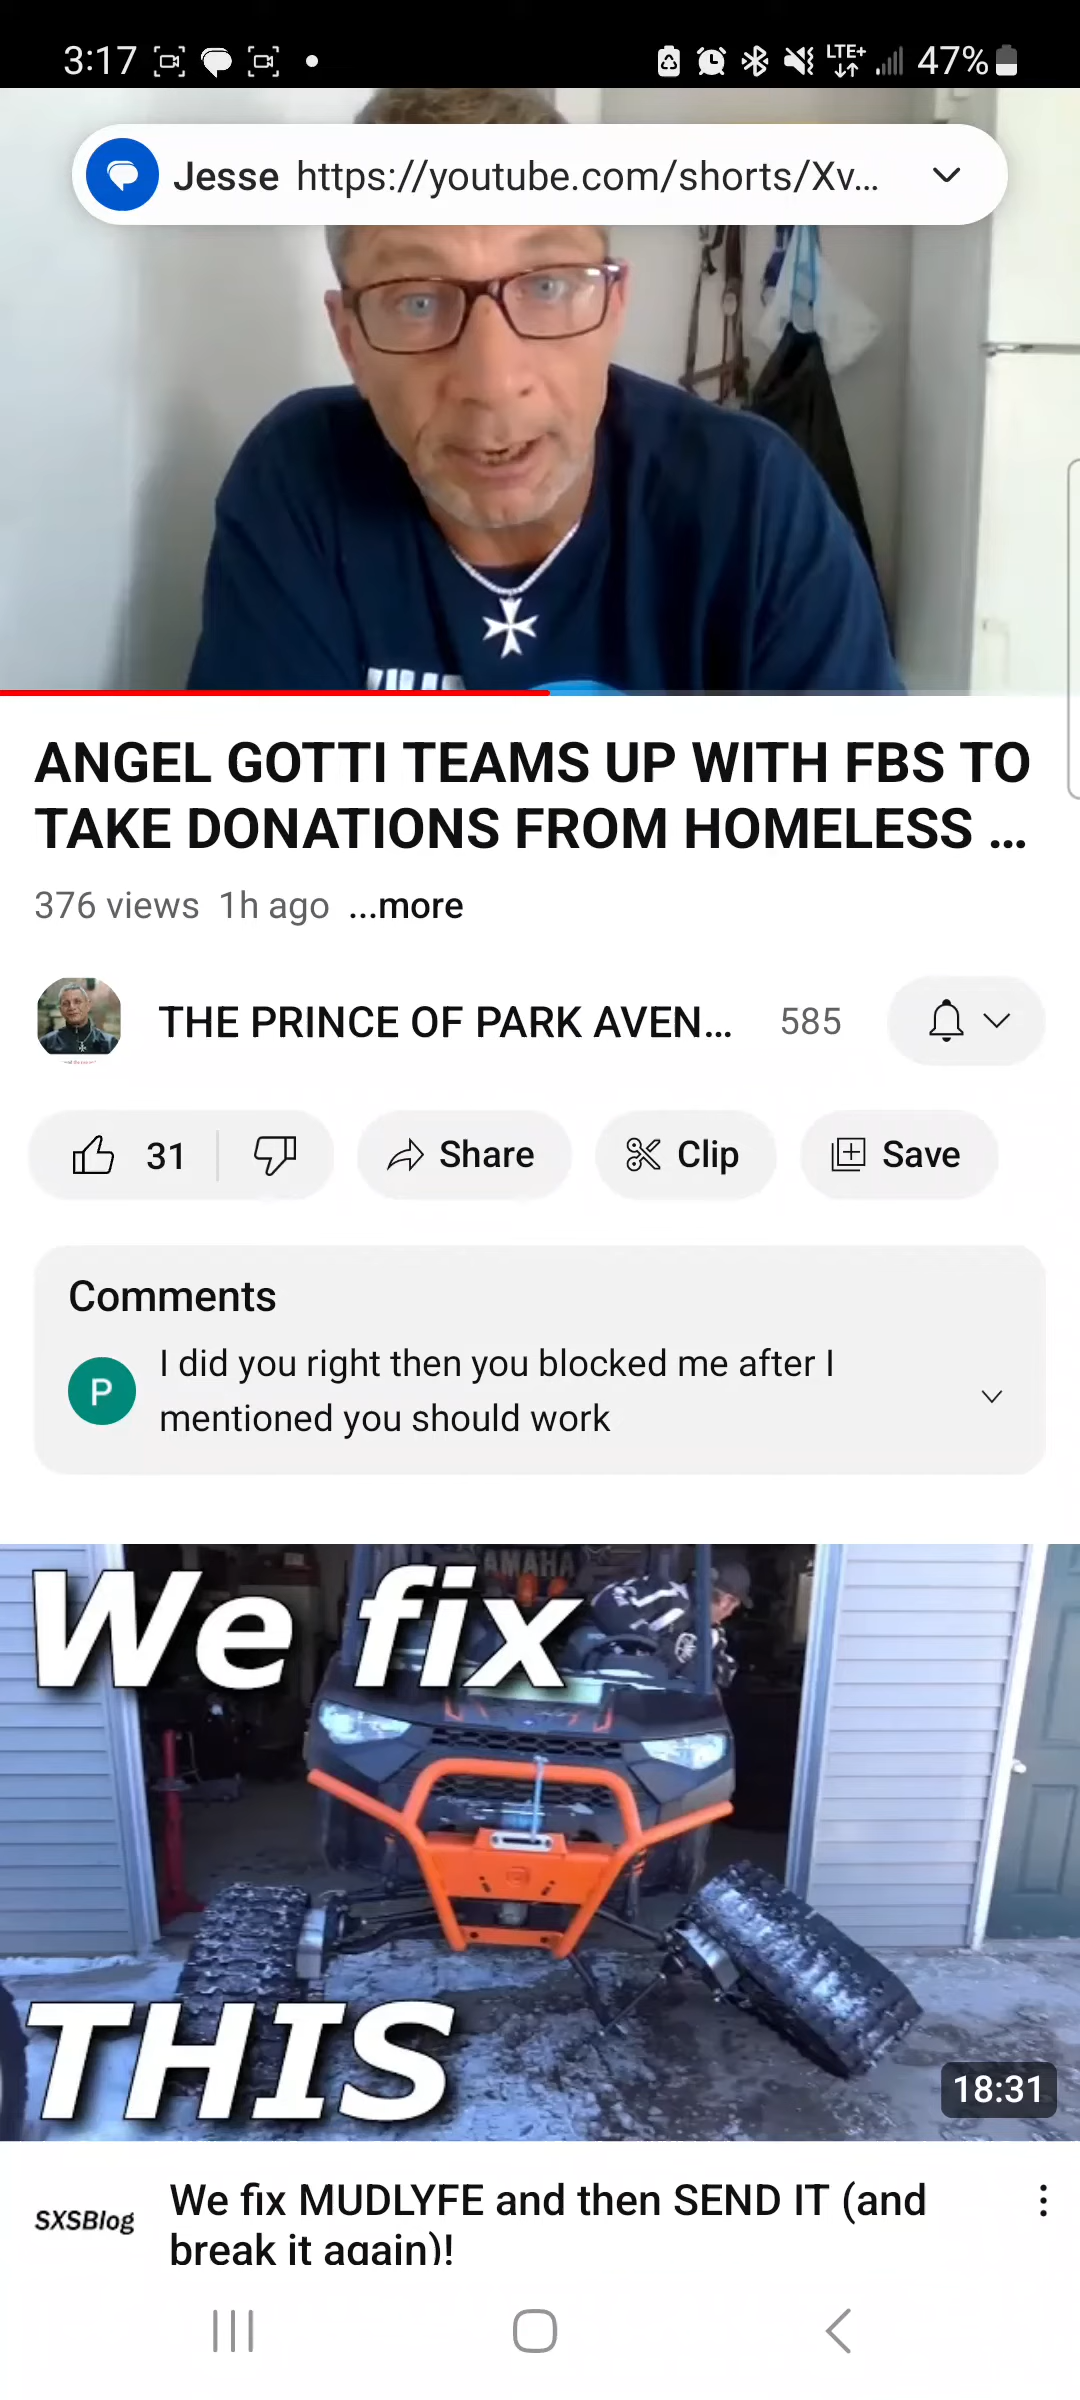 3:17
LTE+
47%
Jesse https://youtube.com/shorts/Xv...
ANGEL GOTTI TEAMS UP WITH FBS TO
TAKE DONATIONS FROM HOMELESS ...
376 views 1h ago ...more
THE PRINCE OF PARK AVEN... 585
31
Share
Clip
Save
Comments
P
I did you right then you blocked me after I
mentioned you should work
AMAHA
We fix
THIS
18:31
SXSBlog
We fix MUDLYFE and then SEND IT (and
break it again)!